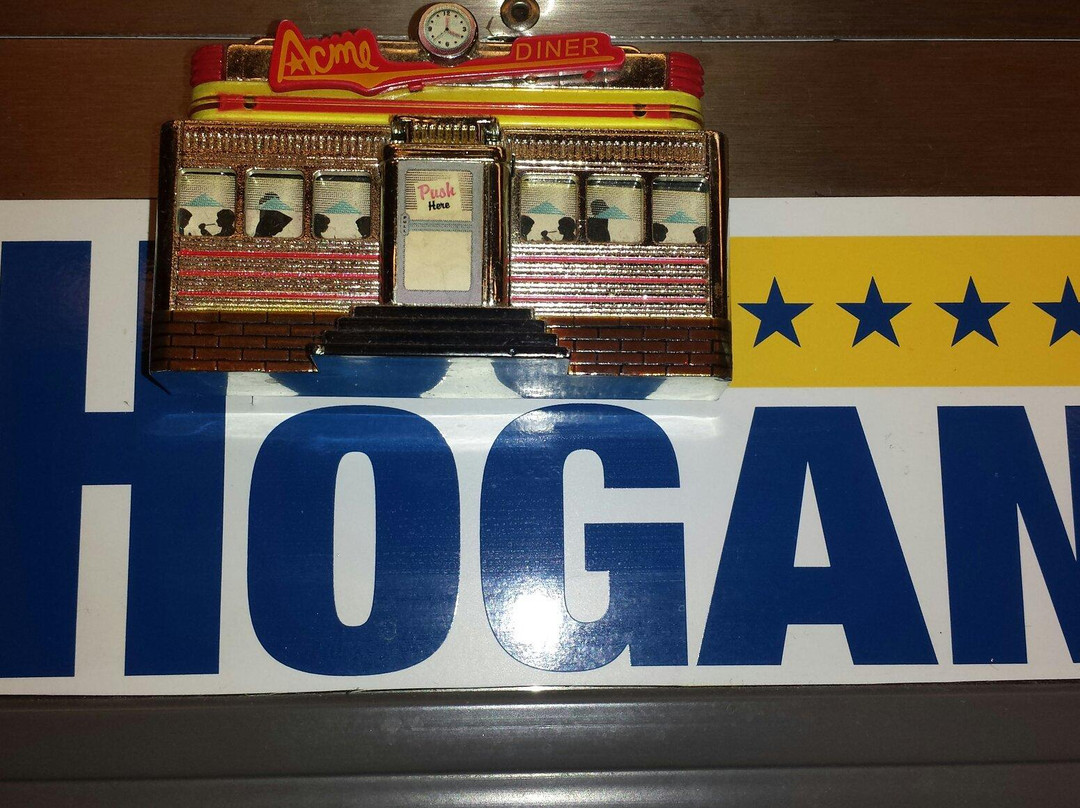 Acme DINER
Push
Here
HOGAN